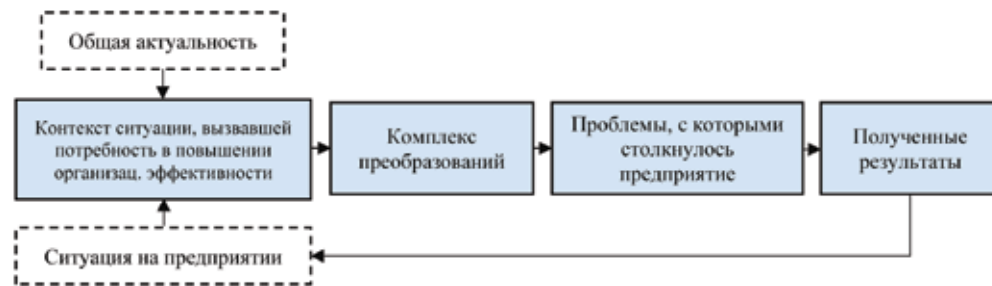 Общая актуальность
Контекст ситуации, вызвавшей
потребность в повышении
организац. эффективности
Комплекс
преобразований
Проблемы, с которыми
столкнулось
предприятие
Полученные
результаты
Ситуация на предприятии